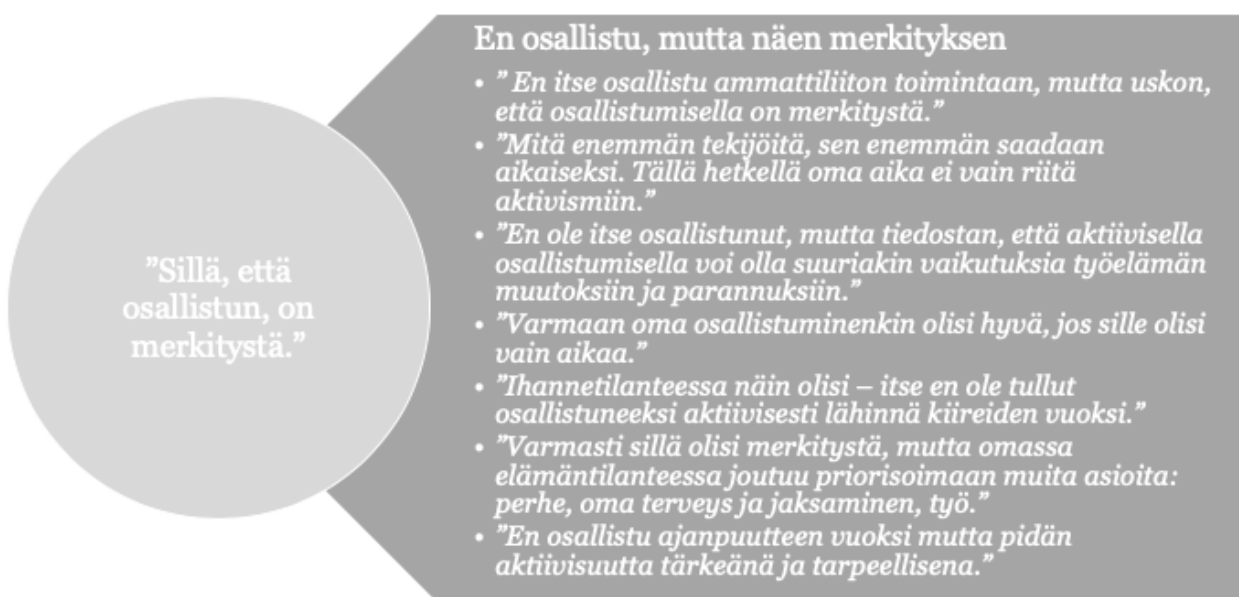 ”Sillä, että
osallistun, on
merkitystä.”
En osallistu, mutta näen merkityksen
• ” En itse osallistu ammattiliiton toimintaan, mutta uskon,
että osallistumisella on merkitystä.”
• ”Mitä enemmän tekijöitä, sen enemmän saadaan
aikaiseksi. Tällä hetkellä oma aika ei vain riitä
aktivismiin.”
• ”En ole itse osallistunut, mutta tiedostan, että aktiivisella
osallistumisella voi olla suuriakin vaikutuksia työelämän
muutoksiin ja parannuksiin.”
• ”Varmaan oma osallistuminenkin olisi hyvä, jos sille olisi
vain aikaa.”
• ”Ihannetilanteessa näin olisi – itse en ole tullut
osallistuneeksi aktiivisesti lähinnä kiireiden vuoksi.”
• ”Varmasti sillä olisi merkitystä, mutta omassa
elämäntilanteessa joutuu priorisoimaan muita asioita:
perhe, oma terveys ja jaksaminen, työ.”
• ”En osallistu ajanpuutteen vuoksi mutta pidän
aktiivisuutta tärkeänä ja tarpeellisena.”